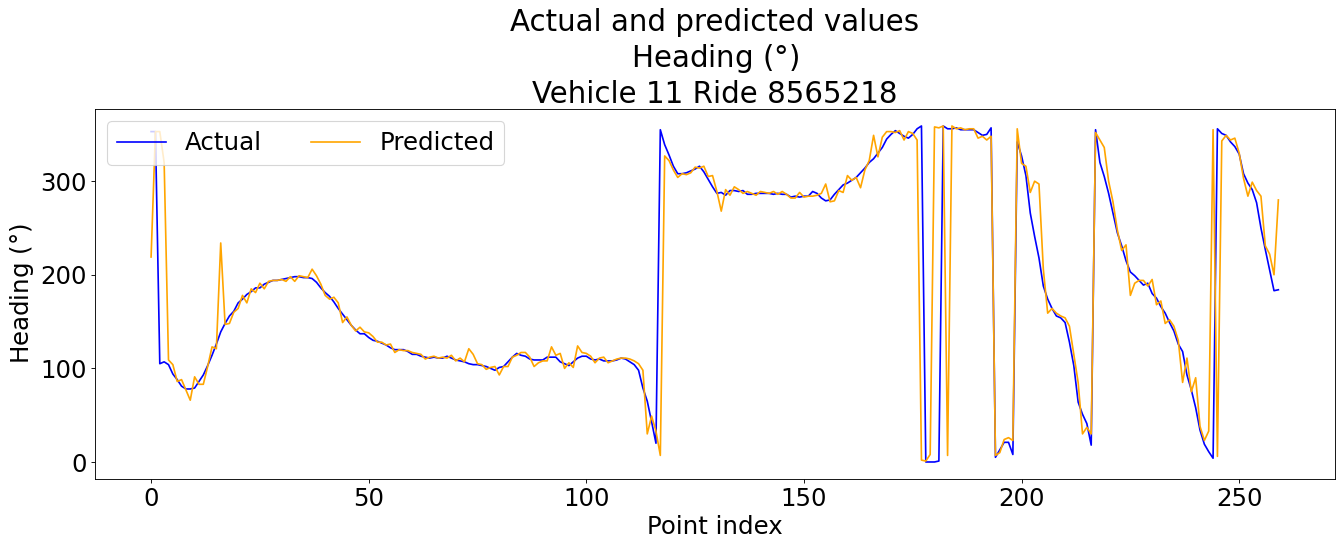 Actual and predicted values
Heading (°)
Vehicle 11 Ride 8565218
Actual Predicted
Heading (°)
300
200
100
0
0 50 100 150 200 250
Point index